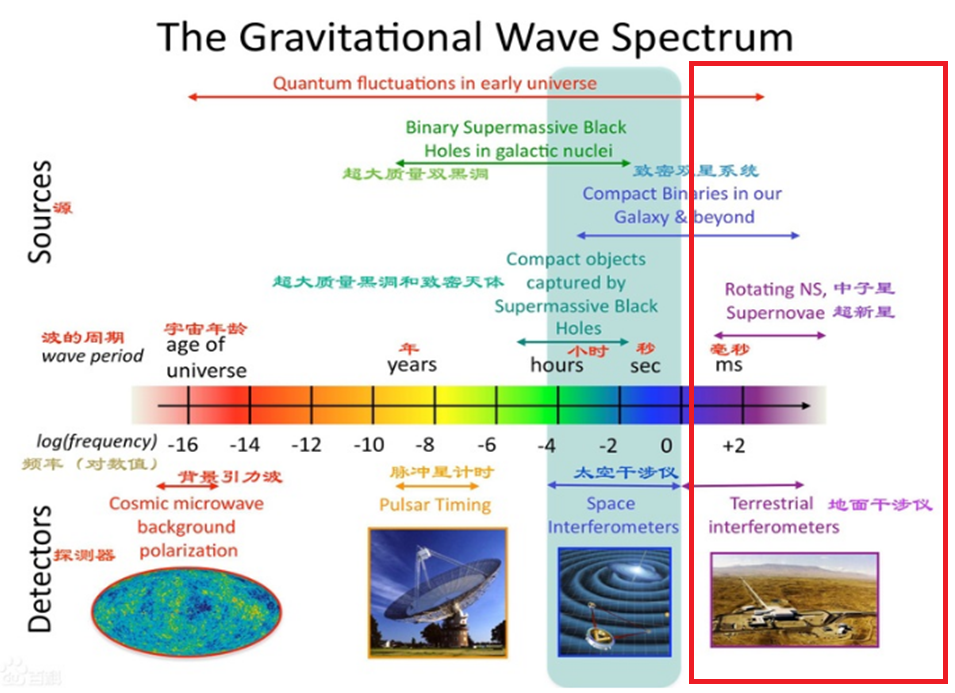 The Gravitational Wave Spectrum
Quantum fluctuations in early universe
Binary Supermassive Black
Holes in galactic nuclei
超大质量双黑洞
致密双星系统
Compact Binaries in our
Galaxy & beyond
Sources
源
Compact objects
captured by
Supermassive Black
Holes
超大质量黑洞和致密天体
Rotating NS, 中子星
Supernovae 超新星
波的周期
wave period
宇宙年龄
age of
universe
年
years
小时
hours
秒
sec
毫秒
ms
log(frequency) -16 -14 -12 -10 -8 -6 -4 -2 0 +2
频率（对数值）
Detectors
探测器
背景引力波
Cosmic microwave
background
polarization
脉冲星计时
Pulsar Timing
太空干涉仪
Space
Interferometers
Terrestrial 地面干涉仪
interferometers
Bai百科